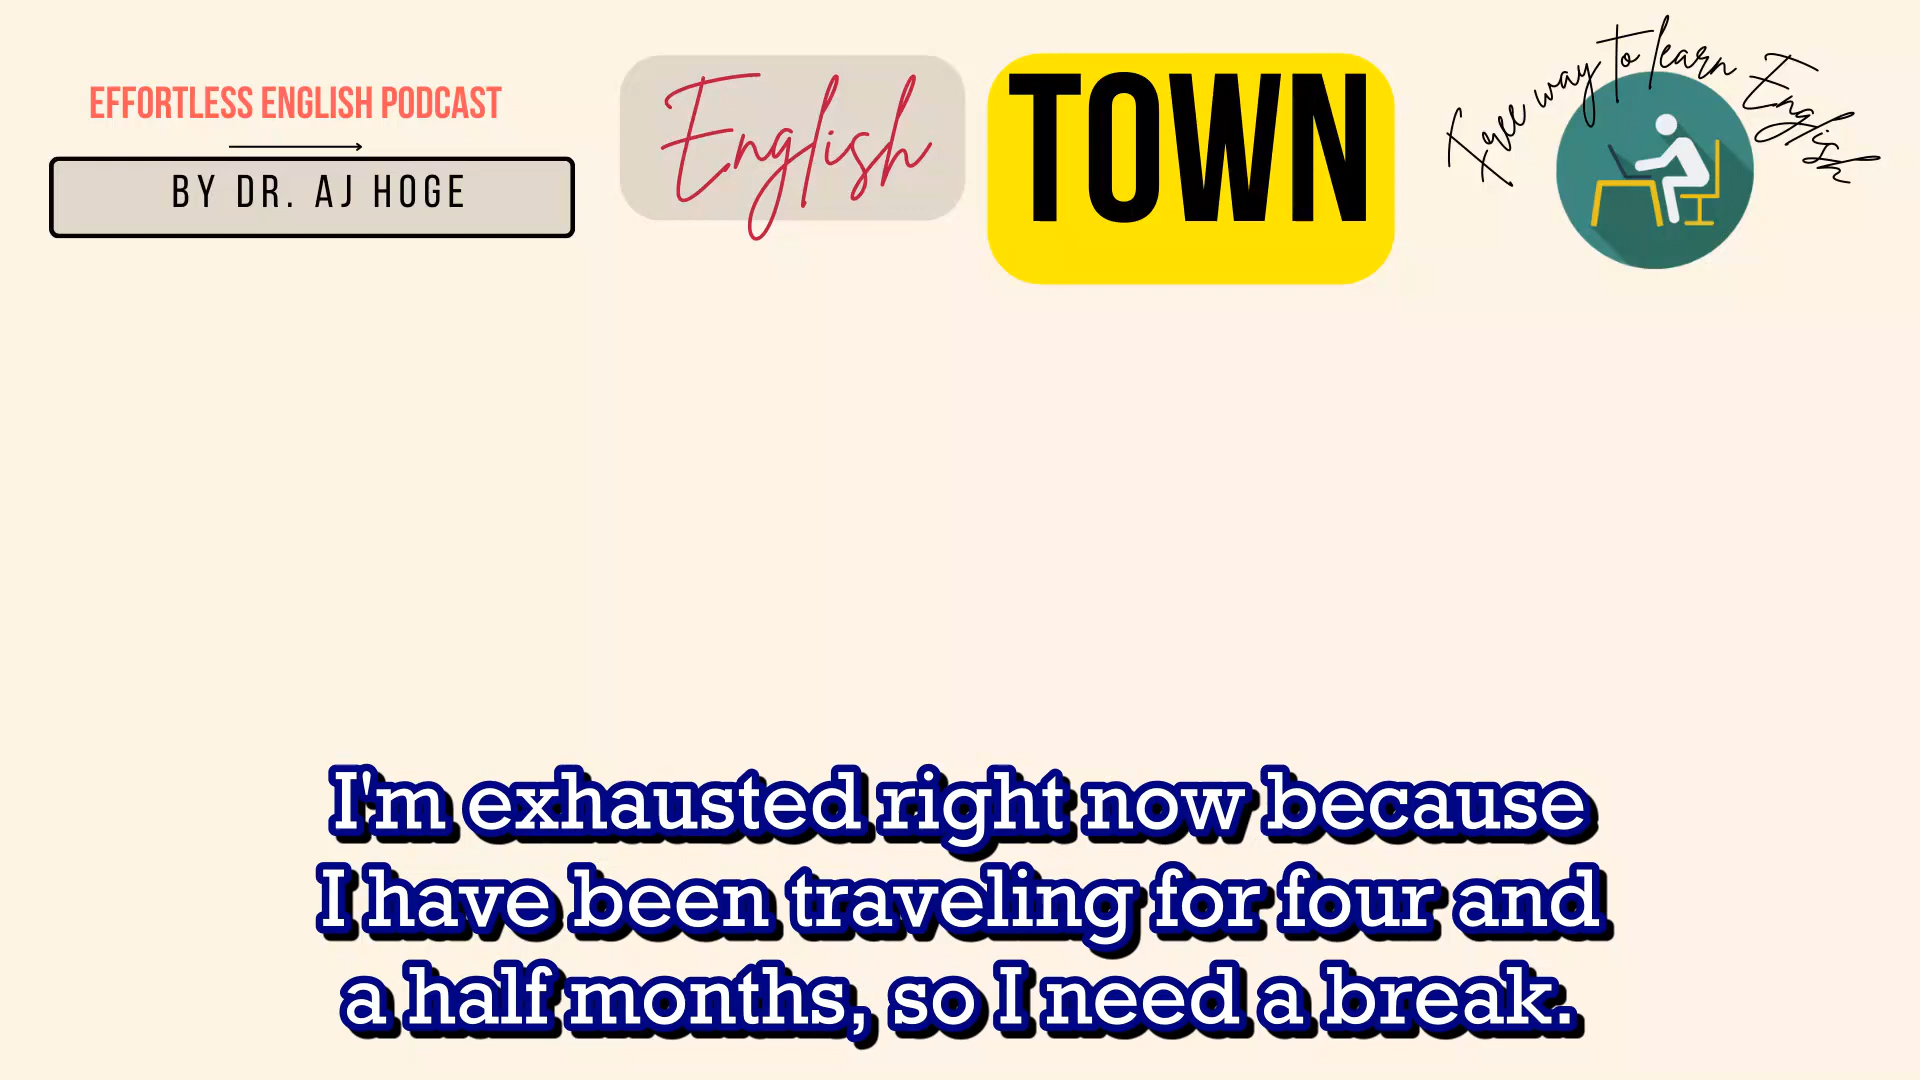 EFFORTLESS ENGLISH PODCAST
BY DR. AJ HOGE
English
TOWN
Free way to learn English
I'm exhausted right now because
I have been traveling for four and
a half months, so I need a break.